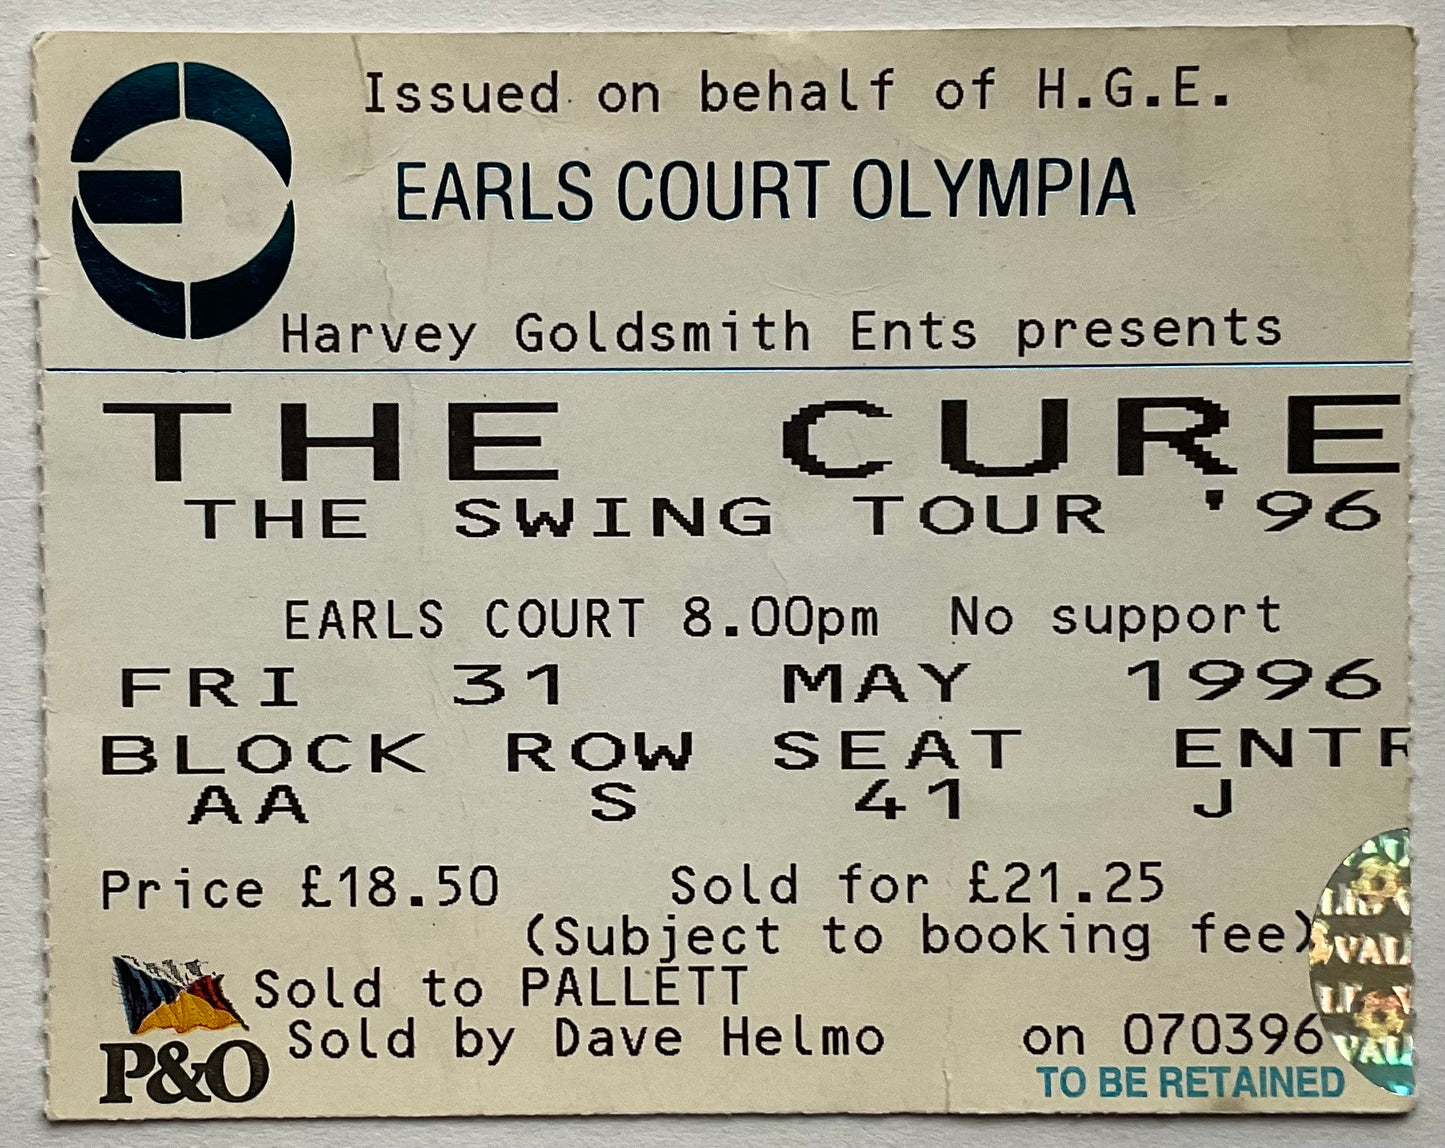 Issued on behalf of H.G.E.
EARLS COURT OLYMPIA
Harvey Goldsmith Ents presents
THE CURE
THE SWING TOUR '96
EARLS COURT 8.00pm No support
FRI 31 MAY 1996
BLOCK ROW SEAT ENTR
AA S 41 J
Price £18.50 Sold for £21.25
(Subject to booking fee)
Sold to PALLETT
Sold by Dave Helmo on 070396
P&O
TO BE RETAINED